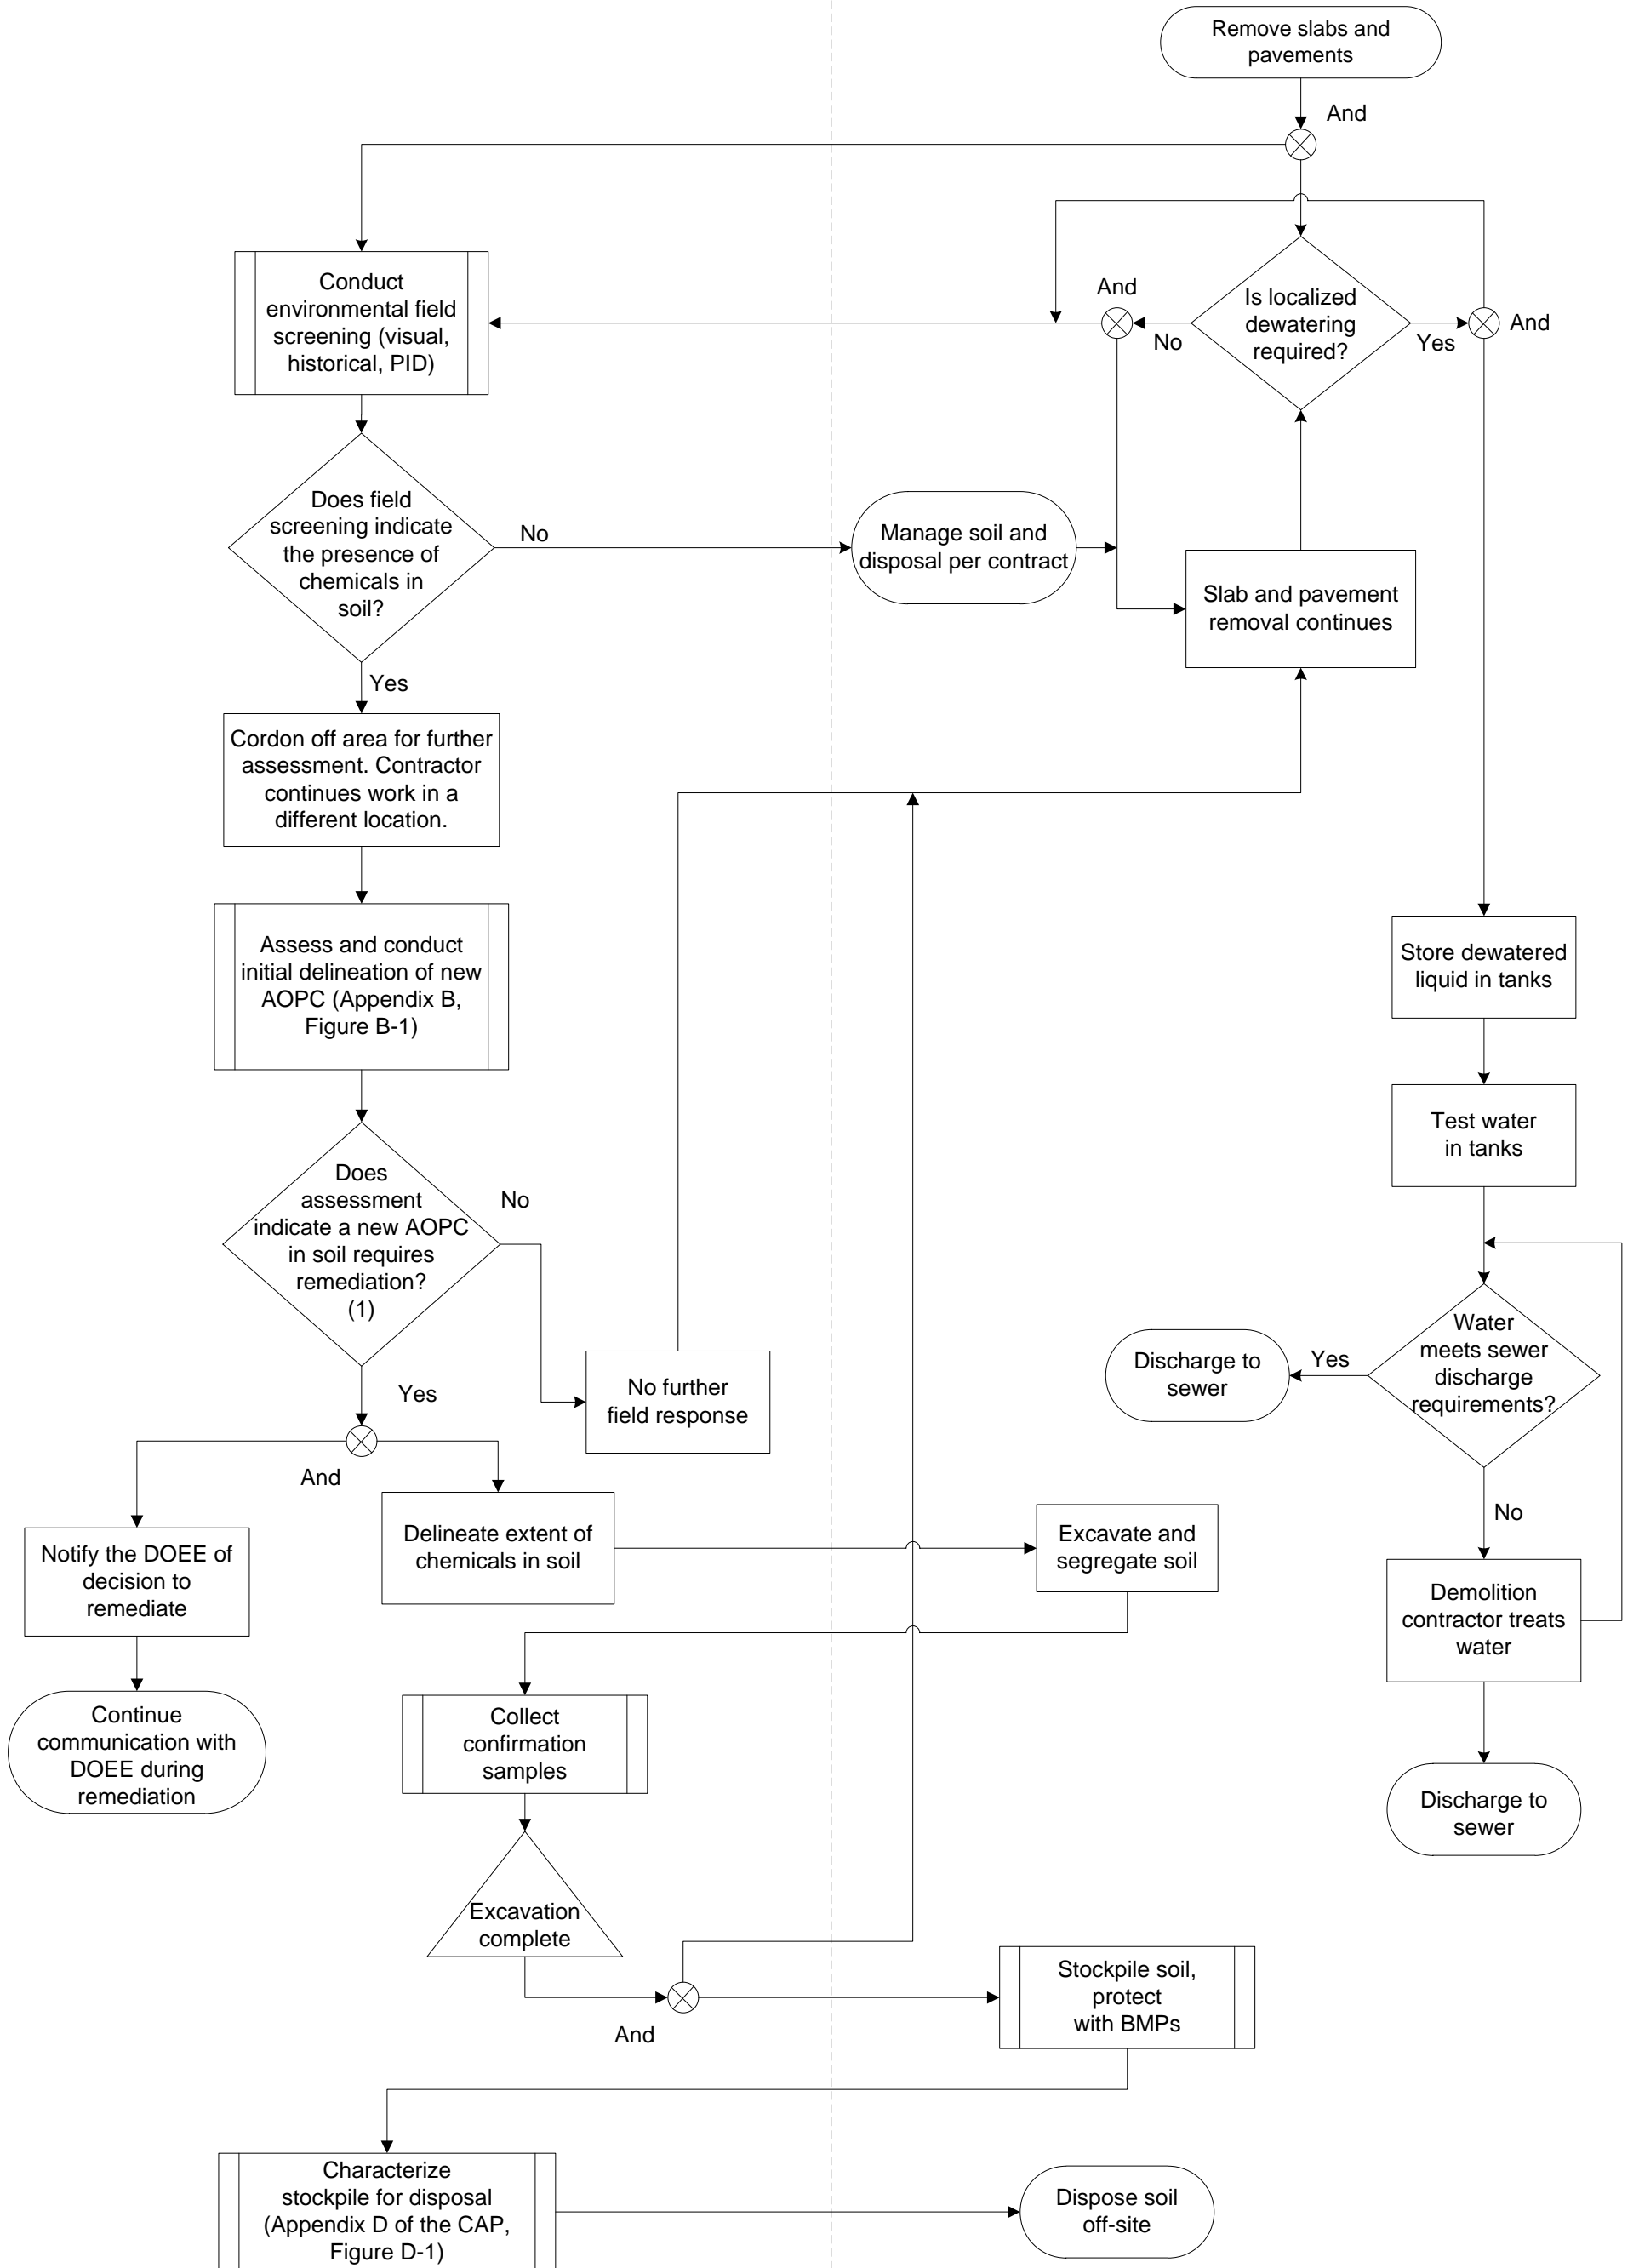 Remove slabs and
pavements
And
Conduct
environmental field
screening (visual,
historical, PID)
And
No
Is localized
dewatering
required?
Yes
And
Does field
screening indicate
the presence of
chemicals in
soil?
No
Manage soil and
disposal per contract
Slab and pavement
removal continues
Yes
Cordon off area for further
assessment. Contractor
continues work in a
different location.
Assess and conduct
initial delineation of new
AOPC (Appendix B,
Figure B-1)
Store dewatered
liquid in tanks
Test water
in tanks
Does
assessment
indicate a new AOPC
in soil requires
remediation?
(1)
No
Yes
No further
field response
Discharge to
sewer
Yes
Water
meets sewer
discharge
requirements?
No
And
Notify the DOEE of
decision to
remediate
Delineate extent of
chemicals in soil
Excavate and
segregate soil
Demolition
contractor treats
water
Continue
communication with
DOEE during
remediation
Collect
confirmation
samples
Discharge to
sewer
Excavation
complete
And
Stockpile soil,
protect
with BMPs
Characterize
stockpile for disposal
(Appendix D of the CAP,
Figure D-1)
Dispose soil
off-site